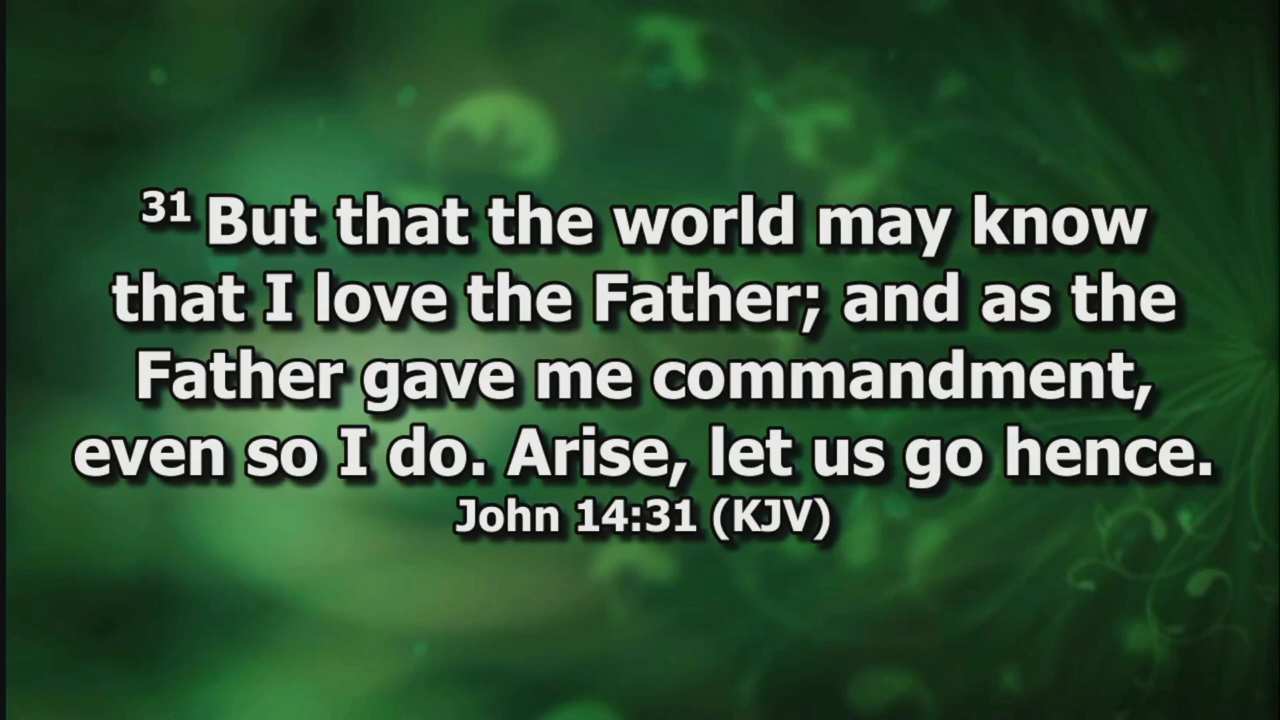 31 But that the world may know
that I love the Father; and as the
Father gave me commandment,
even so I do. Arise, let us go hence.
John 14:31 (KJV)